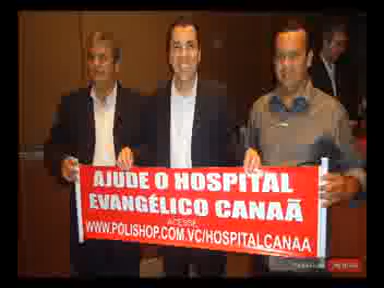 AJUDE O HOSPITAL
EVANGÉLICO CANAÃ
ACESSE
WWW.POLISHOP.COM.VC/HOSPITALCANAA